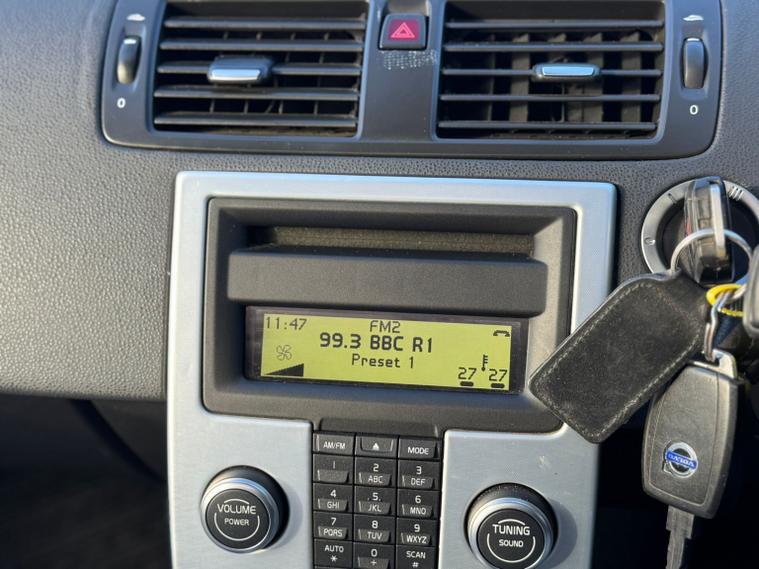 0
0
11:47 FM2
99.3 BBC R1
Preset 1
27 27
AM/FM MODE
1 2 ABC 3 DEF
4 GHI 5 JKL 6 MNO
7 PQRS 8 TUV 9 WXYZ
AUTO * 0 + SCAN #
VOLUME
POWER
TUNING
SOUND
VOLVO